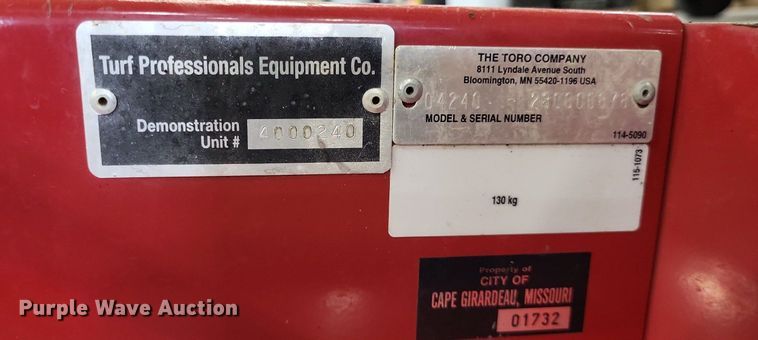 Turf Professionals Equipment Co.
Demonstration
Unit #
4000240
THE TORO COMPANY
8111 Lyndale Avenue South
Bloomington, MN 55420-1196 USA
04240
MODEL & SERIAL NUMBER
114-5090
115-1073
130 kg
Property of
CITY OF
CAPE GIRARDEAU, MISSOURI
01732
Purple Wave Auction